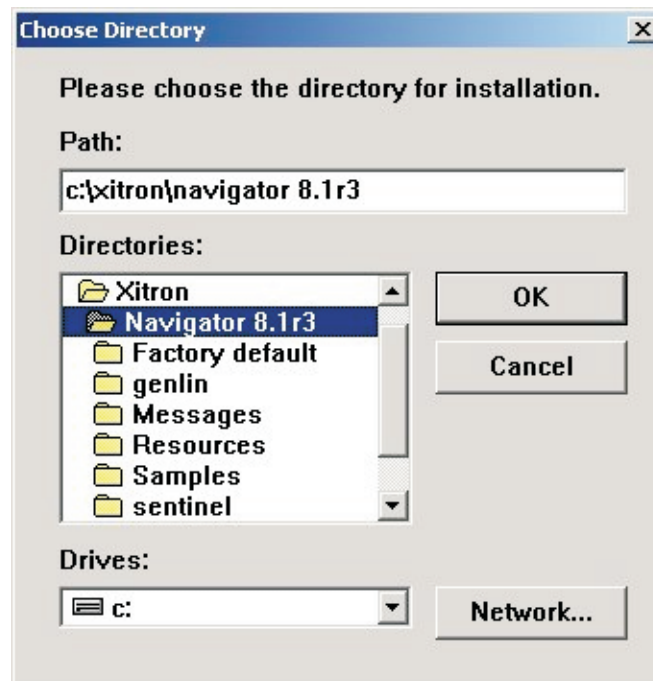 Choose Directory
Please choose the directory for installation.
Path:
c:\xitron\navigator 8.1r3
Directories:
Xitron
Navigator 8.1r3
Factory default
genlin
Messages
Resources
Samples
sentinel
OK
Cancel
Drives:
c:
Network...